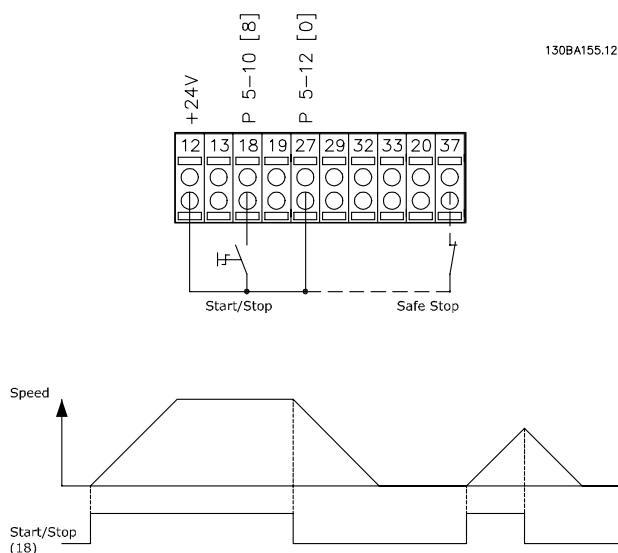 130BA155.12
+24V
P 5-10 [8]
P 5-12 [0]
12 13 18 19 27 29 32 33 20 37
Start/Stop
Safe Stop
Speed
Start/Stop
(18)